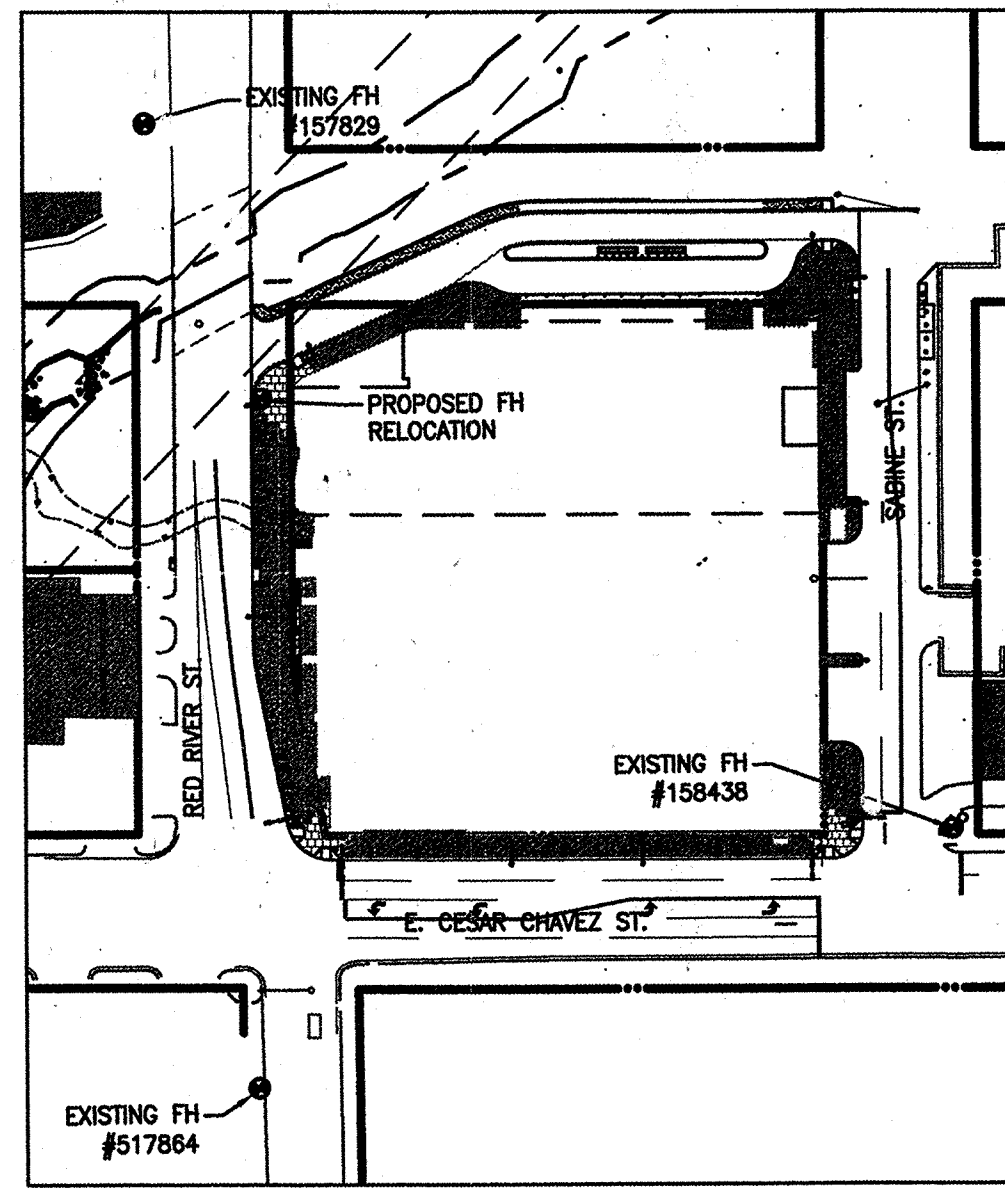 EXISTING FH
#157829
PROPOSED FH
RELOCATION
SABINE ST.
RED RIVER ST.
EXISTING FH
#158438
E. CESAR CHAVEZ ST.
EXISTING FH
#517864